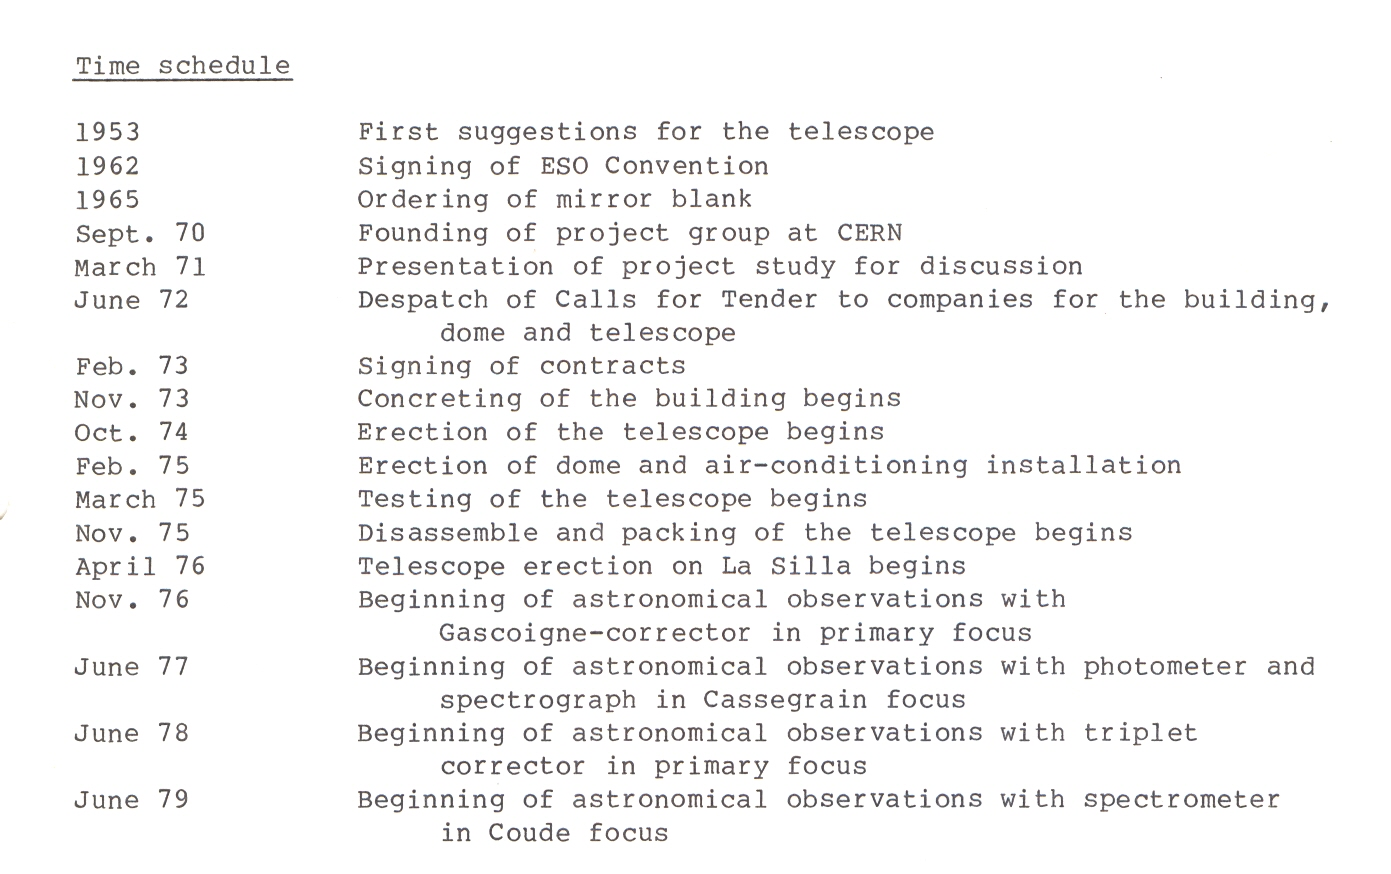 Time schedule
1953 First suggestions for the telescope
1962 Signing of ESO Convention
1965 Ordering of mirror blank
Sept. 70 Founding of project group at CERN
March 71 Presentation of project study for discussion
June 72 Despatch of Calls for Tender to companies for the building,
dome and telescope
Feb. 73 Signing of contracts
Nov. 73 Concreting of the building begins
Oct. 74 Erection of the telescope begins
Feb. 75 Erection of dome and air-conditioning installation
March 75 Testing of the telescope begins
Nov. 75 Disassemble and packing of the telescope begins
April 76 Telescope erection on La Silla begins
Nov. 76 Beginning of astronomical observations with
Gascoigne-corrector in primary focus
June 77 Beginning of astronomical observations with photometer and
spectrograph in Cassegrain focus
June 78 Beginning of astronomical observations with triplet
corrector in primary focus
June 79 Beginning of astronomical observations with spectrometer
in Coude focus